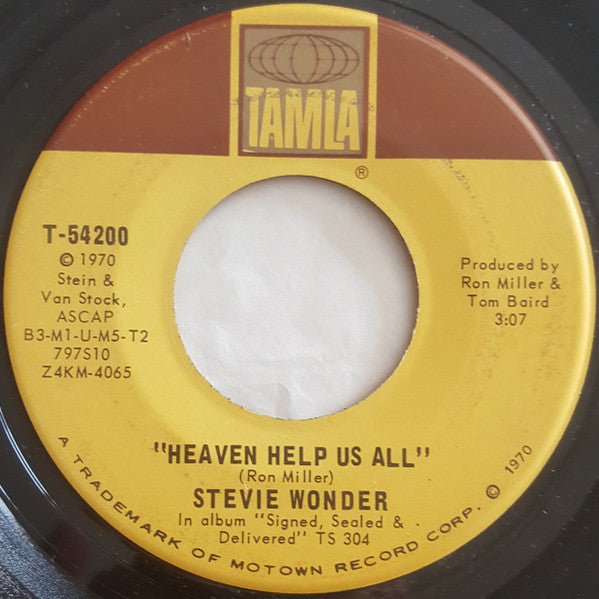 TAMLA
®
T-54200
© 1970
Stein &
Van Stock,
ASCAP
B3-M1-U-M5-T2
797S10
Z4KM-4065
Produced by
Ron Miller &
Tom Baird
3:07
"HEAVEN HELP US ALL"
(Ron Miller)
STEVIE WONDER
In album "Signed, Sealed &
Delivered" TS 304
A TRADEMARK OF MOTOWN RECORD CORP. © 1970